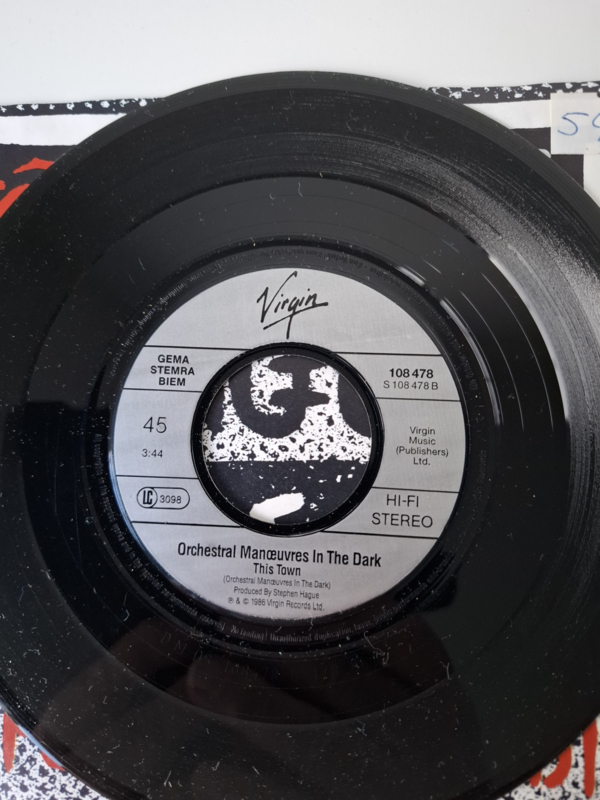 Virgin
GEMA
STEMRA
BIEM
108 478
S 108 478 B
45
3:44
Virgin
Music
(Publishers)
Ltd.
LC 3098
HI-FI
STEREO
Orchestral Manœuvres In The Dark
This Town
(Orchestral Manœuvres In The Dark)
Produced By Stephen Hague
℗ & © 1986 Virgin Records Ltd.